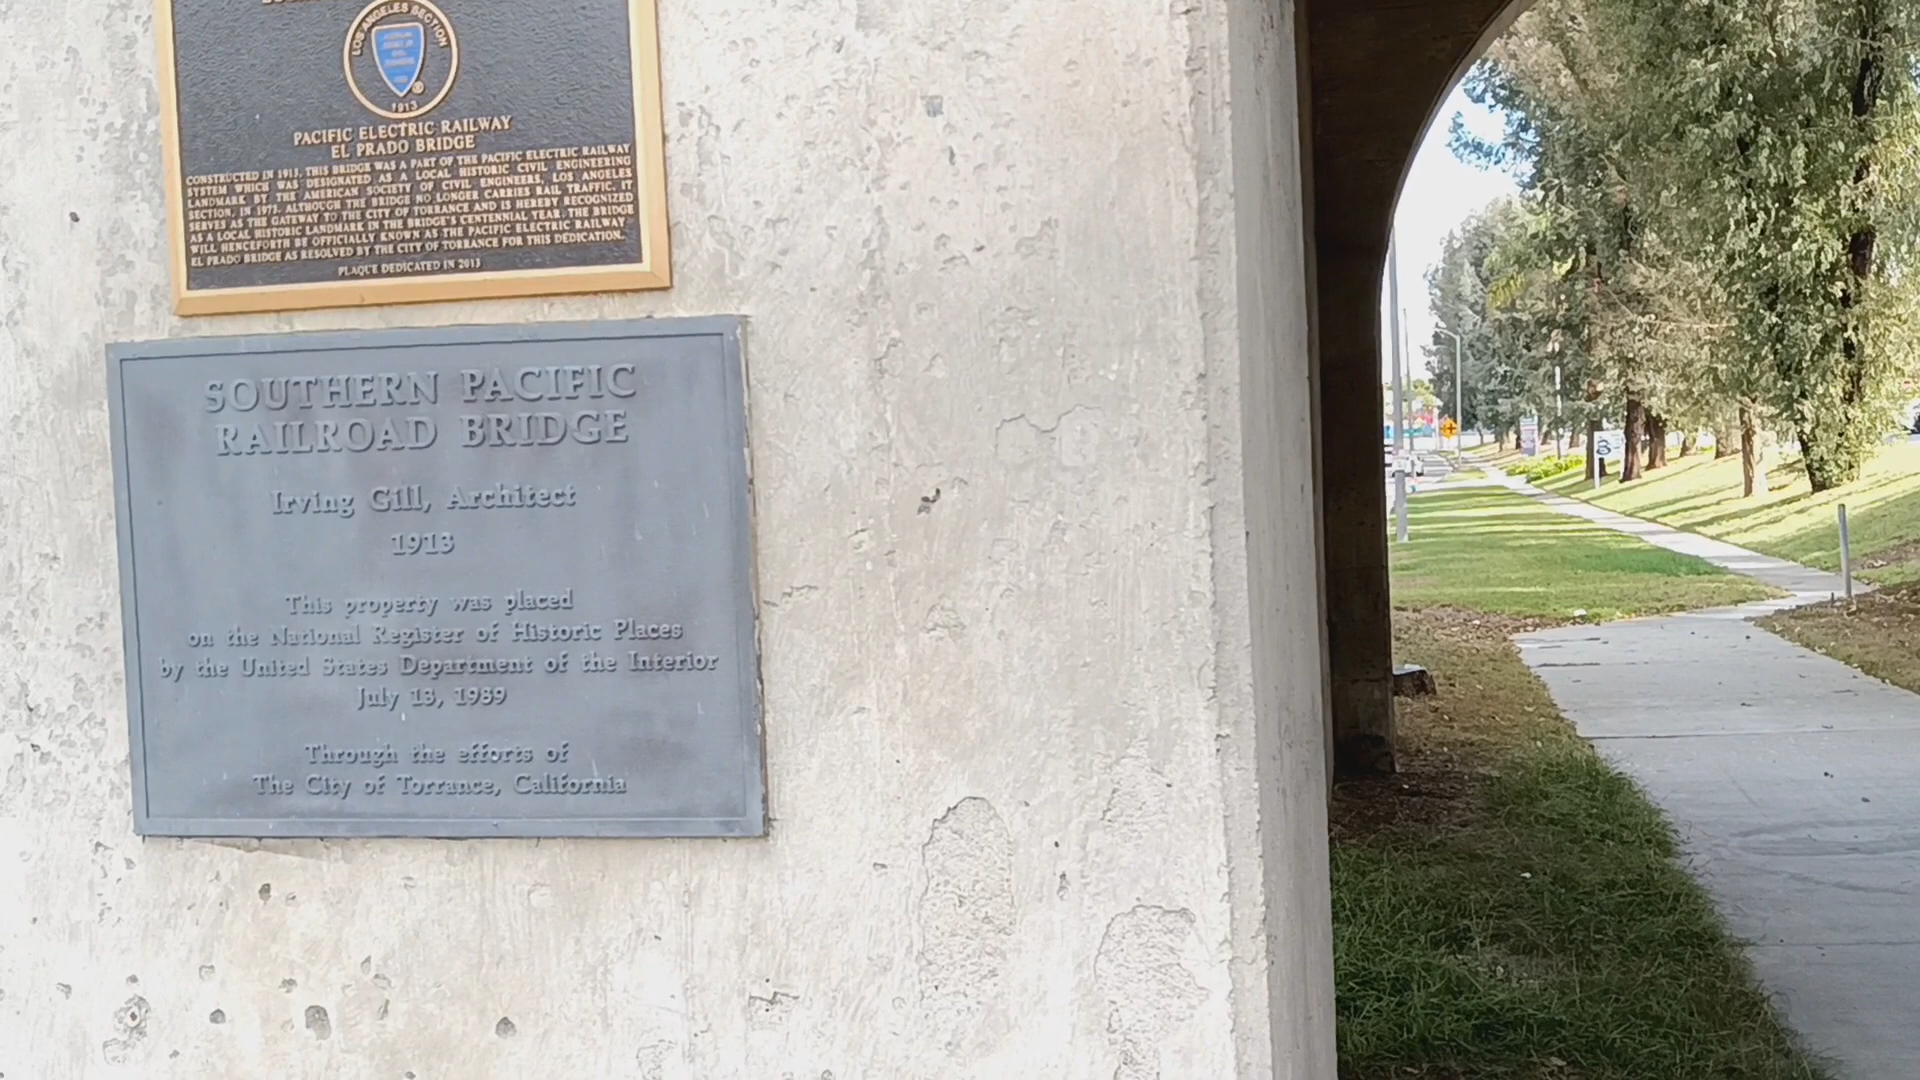 LOS ANGELES SECTION
1913
PACIFIC ELECTRIC RAILWAY
EL PRADO BRIDGE
CONSTRUCTED IN 1913, THIS BRIDGE WAS A PART OF THE PACIFIC ELECTRIC RAILWAY
SYSTEM WHICH WAS DESIGNATED AS A LOCAL HISTORIC CIVIL ENGINEERING
LANDMARK BY THE AMERICAN SOCIETY OF CIVIL ENGINEERS, LOS ANGELES
SECTION, IN 1973. ALTHOUGH THE BRIDGE NO LONGER CARRIES RAIL TRAFFIC, IT
SERVES AS THE GATEWAY TO THE CITY OF TORRANCE AND IS HEREBY RECOGNIZED
AS A LOCAL HISTORIC LANDMARK IN THE BRIDGE'S CENTENNIAL YEAR. THE BRIDGE
WILL HENCEFORTH BE OFFICIALLY KNOWN AS THE PACIFIC ELECTRIC RAILWAY
EL PRADO BRIDGE AS RESOLVED BY THE CITY OF TORRANCE FOR THIS DEDICATION.
PLAQUE DEDICATED IN 2013
SOUTHERN PACIFIC
RAILROAD BRIDGE
Irving Gill, Architect
1913
This property was placed
on the National Register of Historic Places
by the United States Department of the Interior
July 13, 1989
Through the efforts of
The City of Torrance, California